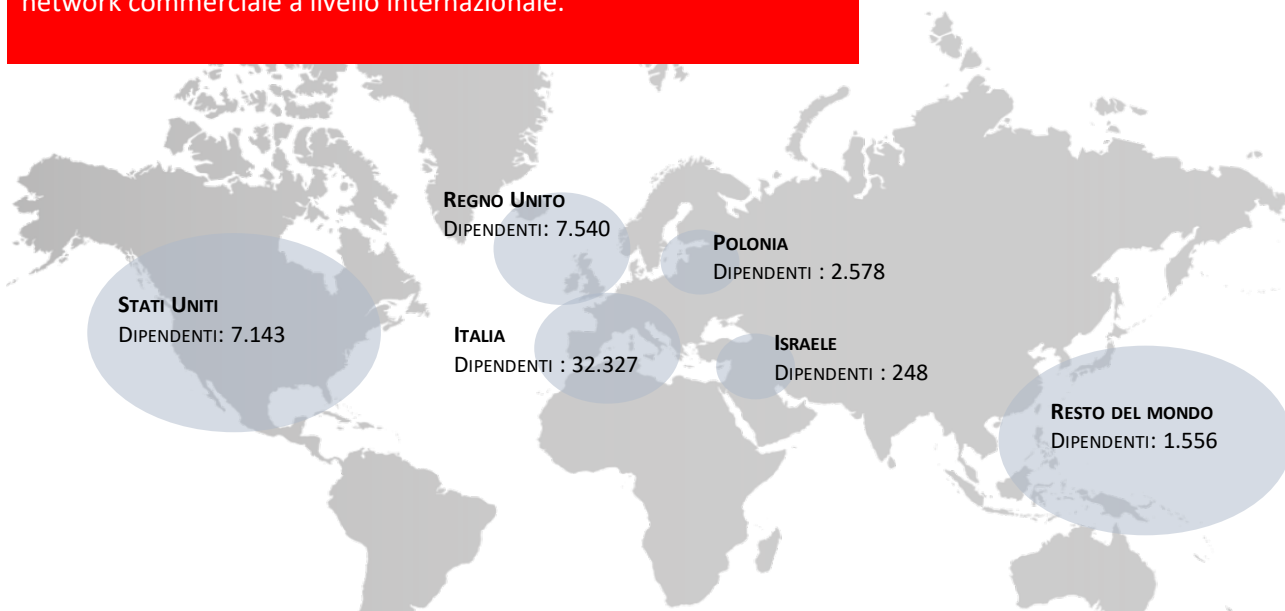 network commerciale a livello internazionale.
REGNO UNITO
DIPENDENTI: 7.540
POLONIA
DIPENDENTI : 2.578
STATI UNITI
DIPENDENTI: 7.143
ITALIA
DIPENDENTI : 32.327
ISRAELE
DIPENDENTI : 248
RESTO DEL MONDO
DIPENDENTI: 1.556